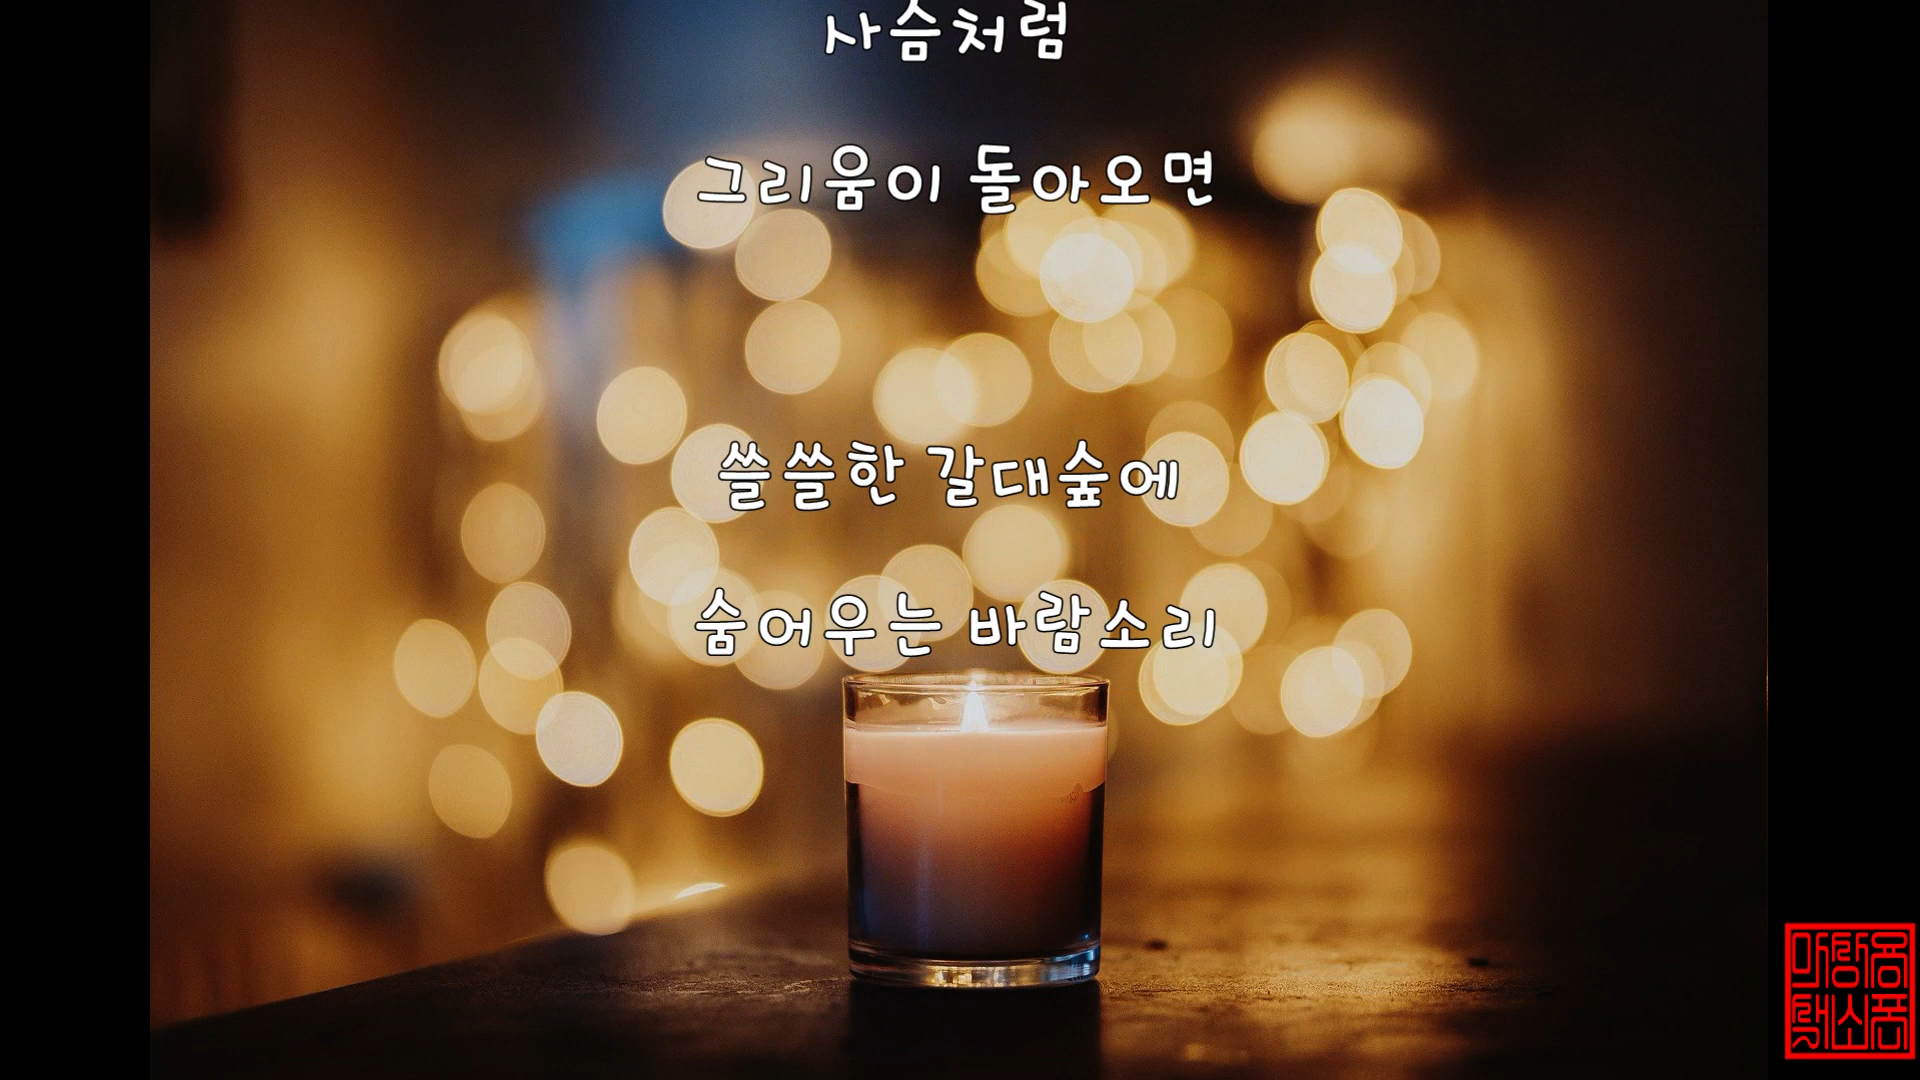 사슴처럼
그리움이 돌아오면
쓸쓸한 갈대숲에
숨어우는 바람소리